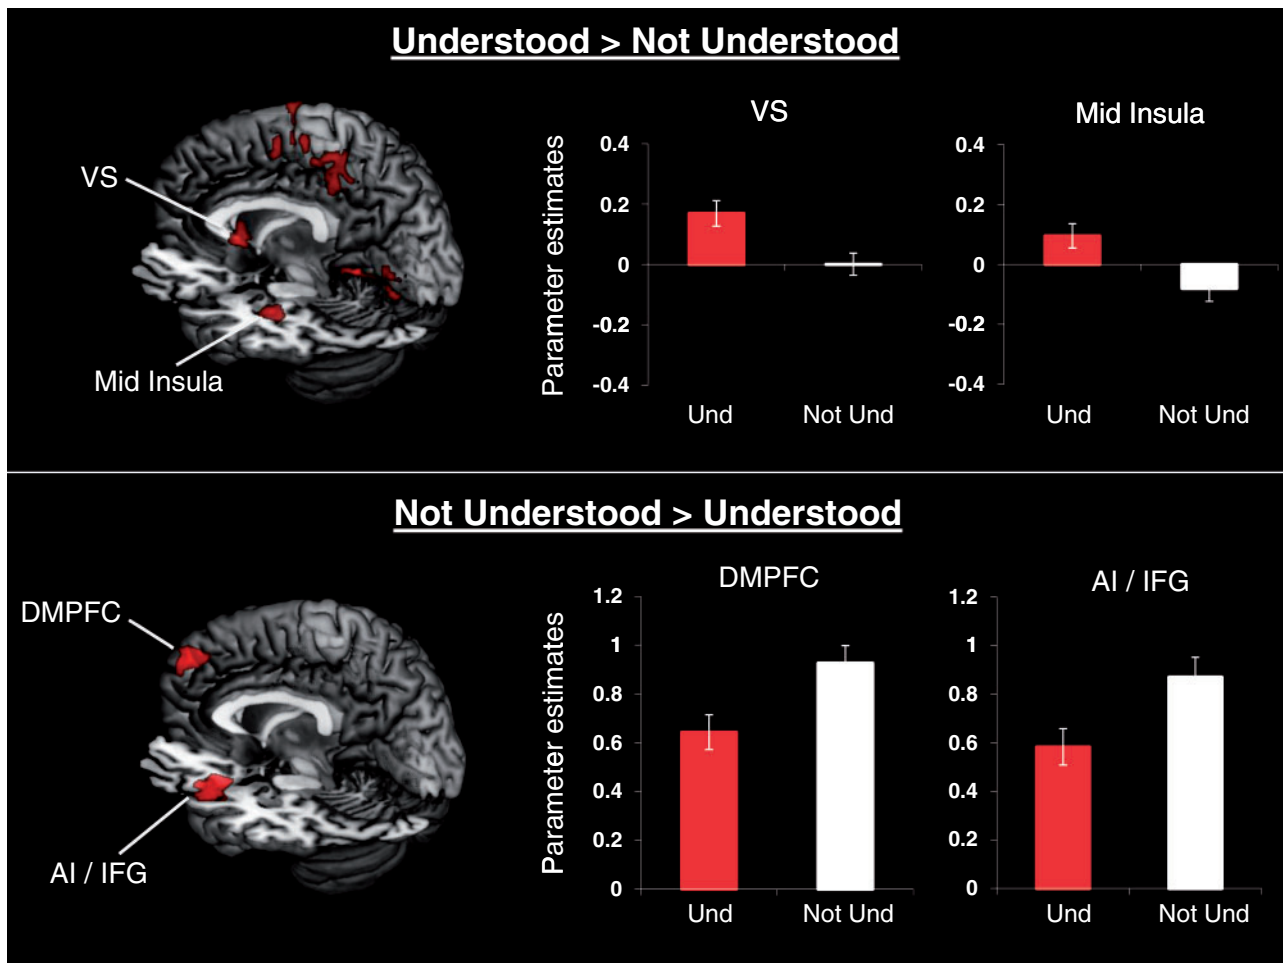 Understood > Not Understood
VS
Mid Insula
VS
Parameter estimates
0.4
0.2
0
-0.2
-0.4
Und Not Und
Mid Insula
0.4
0.2
0
-0.2
-0.4
Und Not Und
Not Understood > Understood
DMPFC
AI / IFG
DMPFC
Parameter estimates
1.2
1
0.8
0.6
0.4
0.2
0
Und Not Und
AI / IFG
1.2
1
0.8
0.6
0.4
0.2
0
Und Not Und